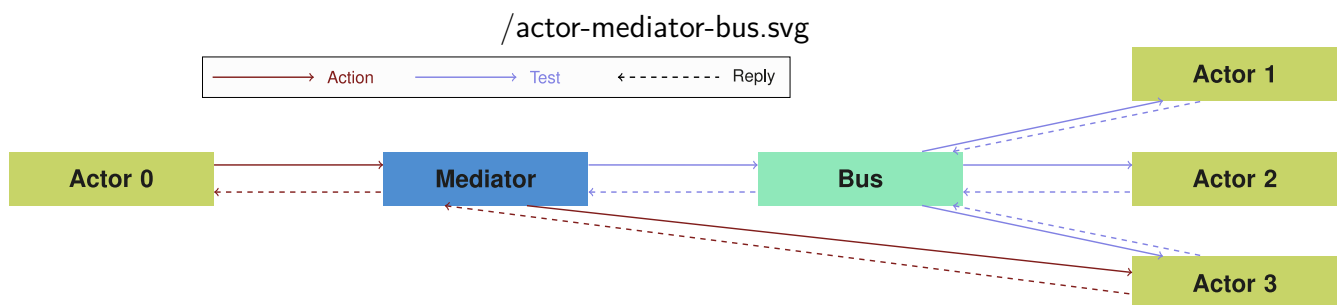 /actor-mediator-bus.svg
Action Test Reply
Actor 1
Actor 0 Mediator Bus Actor 2
Actor 3